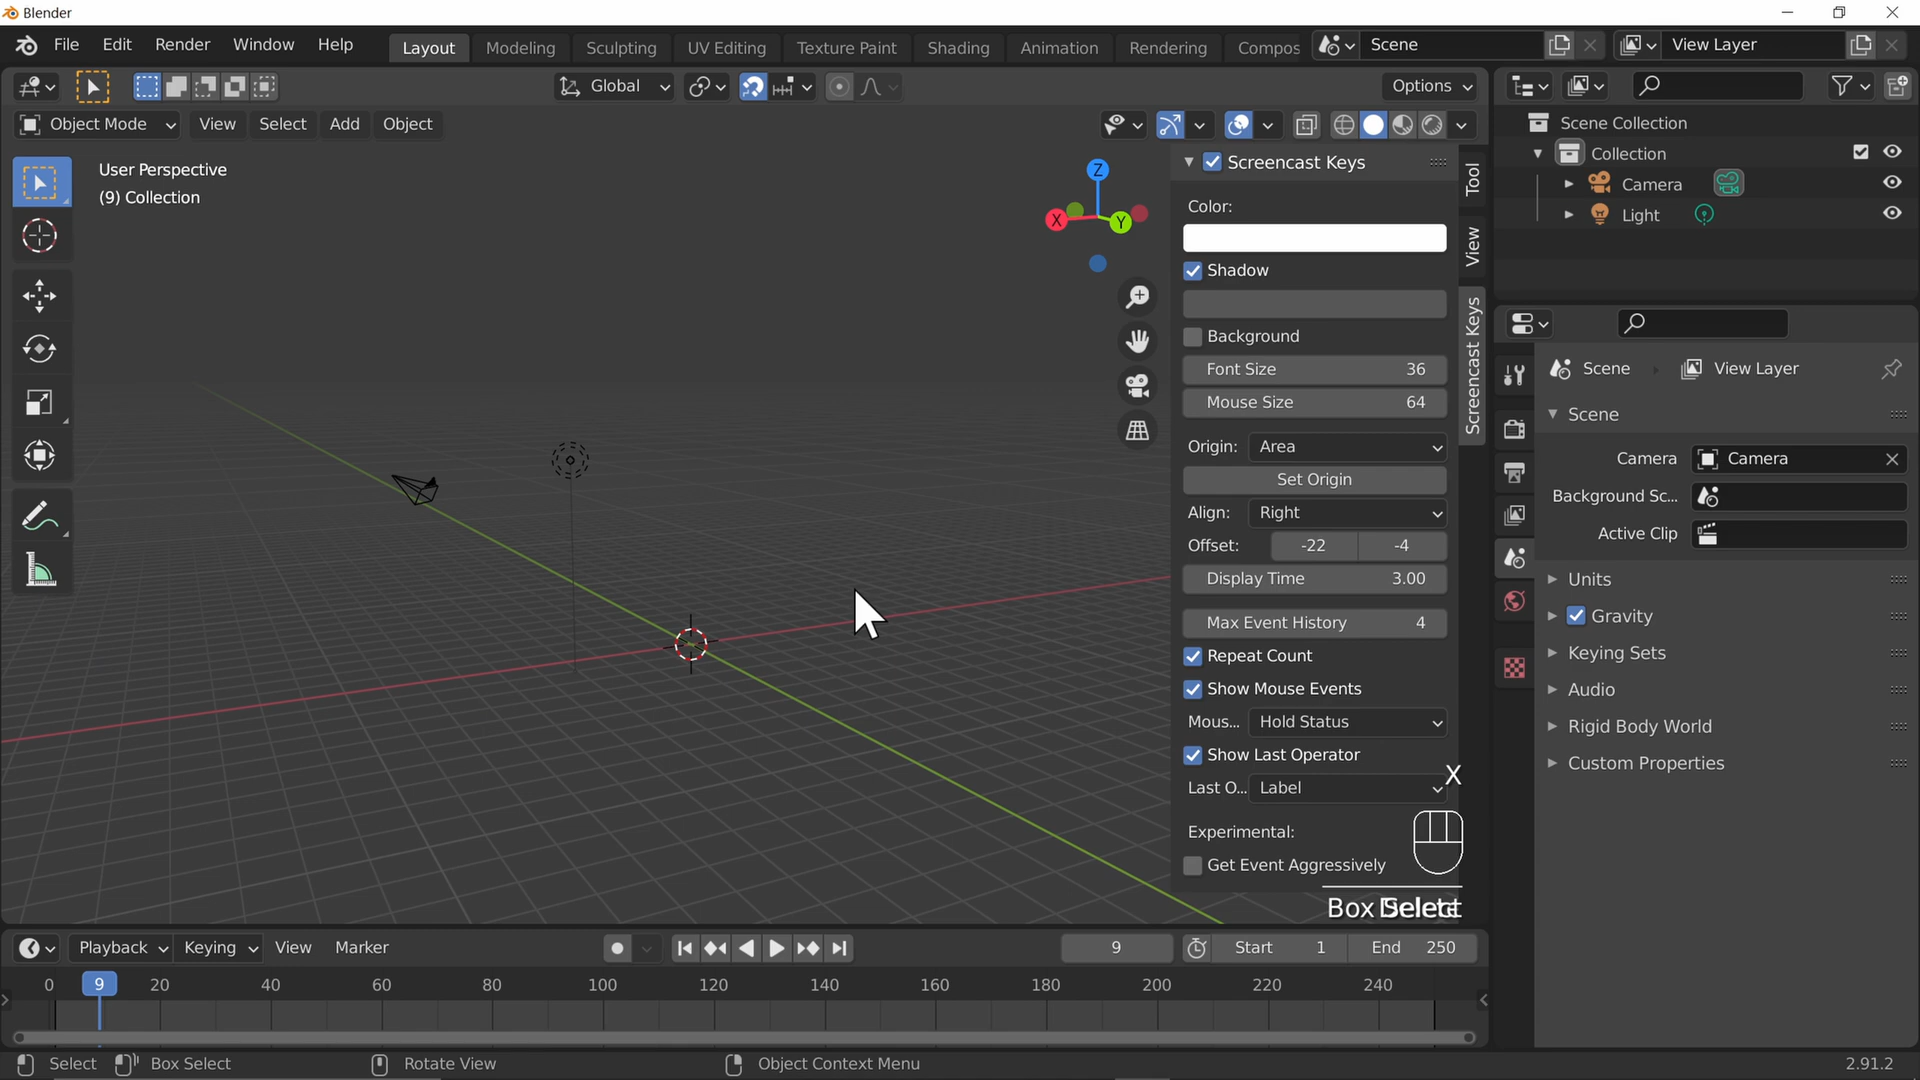 Blender
File Edit Render Window Help Layout Modeling Sculpting UV Editing Texture Paint Shading Animation Rendering Compos Scene View Layer
Global Options
Object Mode View Select Add Object
User Perspective
(9) Collection
Z
X
Y
Screencast Keys
Color:
Shadow
Background
Font Size 36
Mouse Size 64
Origin: Area
Set Origin
Align: Right
Offset: -22 -4
Display Time 3.00
Max Event History 4
Repeat Count
Show Mouse Events
Mous... Hold Status
Show Last Operator
Last O... Label
X
Experimental:
Get Event Aggressively
Box Select
Tool
View
Screencast Keys
Scene Collection
Collection
Camera
Light
Scene View Layer
Scene
Camera Camera
Background Sc...
Active Clip
Units
Gravity
Keying Sets
Audio
Rigid Body World
Custom Properties
Playback Keying View Marker 9 Start 1 End 250
0 9 20 40 60 80 100 120 140 160 180 200 220 240
Select Box Select Rotate View Object Context Menu 2.91.2